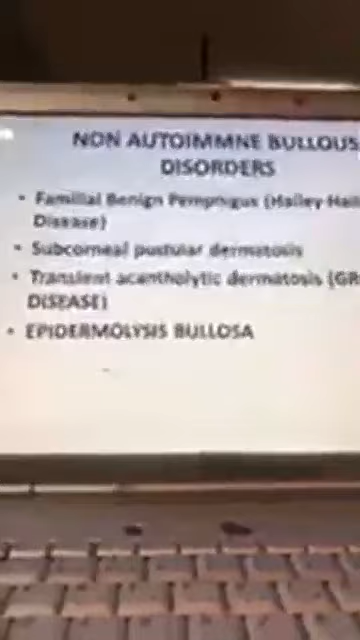 NON AUTOIMMNE BULLOUS
DISORDERS
• Familial Benign Pemphigus (Hailey Hail
Disease)
• Subcorneal pustular dermatosis
• Transient acantholytic dermatosis (GR
DISEASE)
• EPIDERMOLYSIS BULLOSA